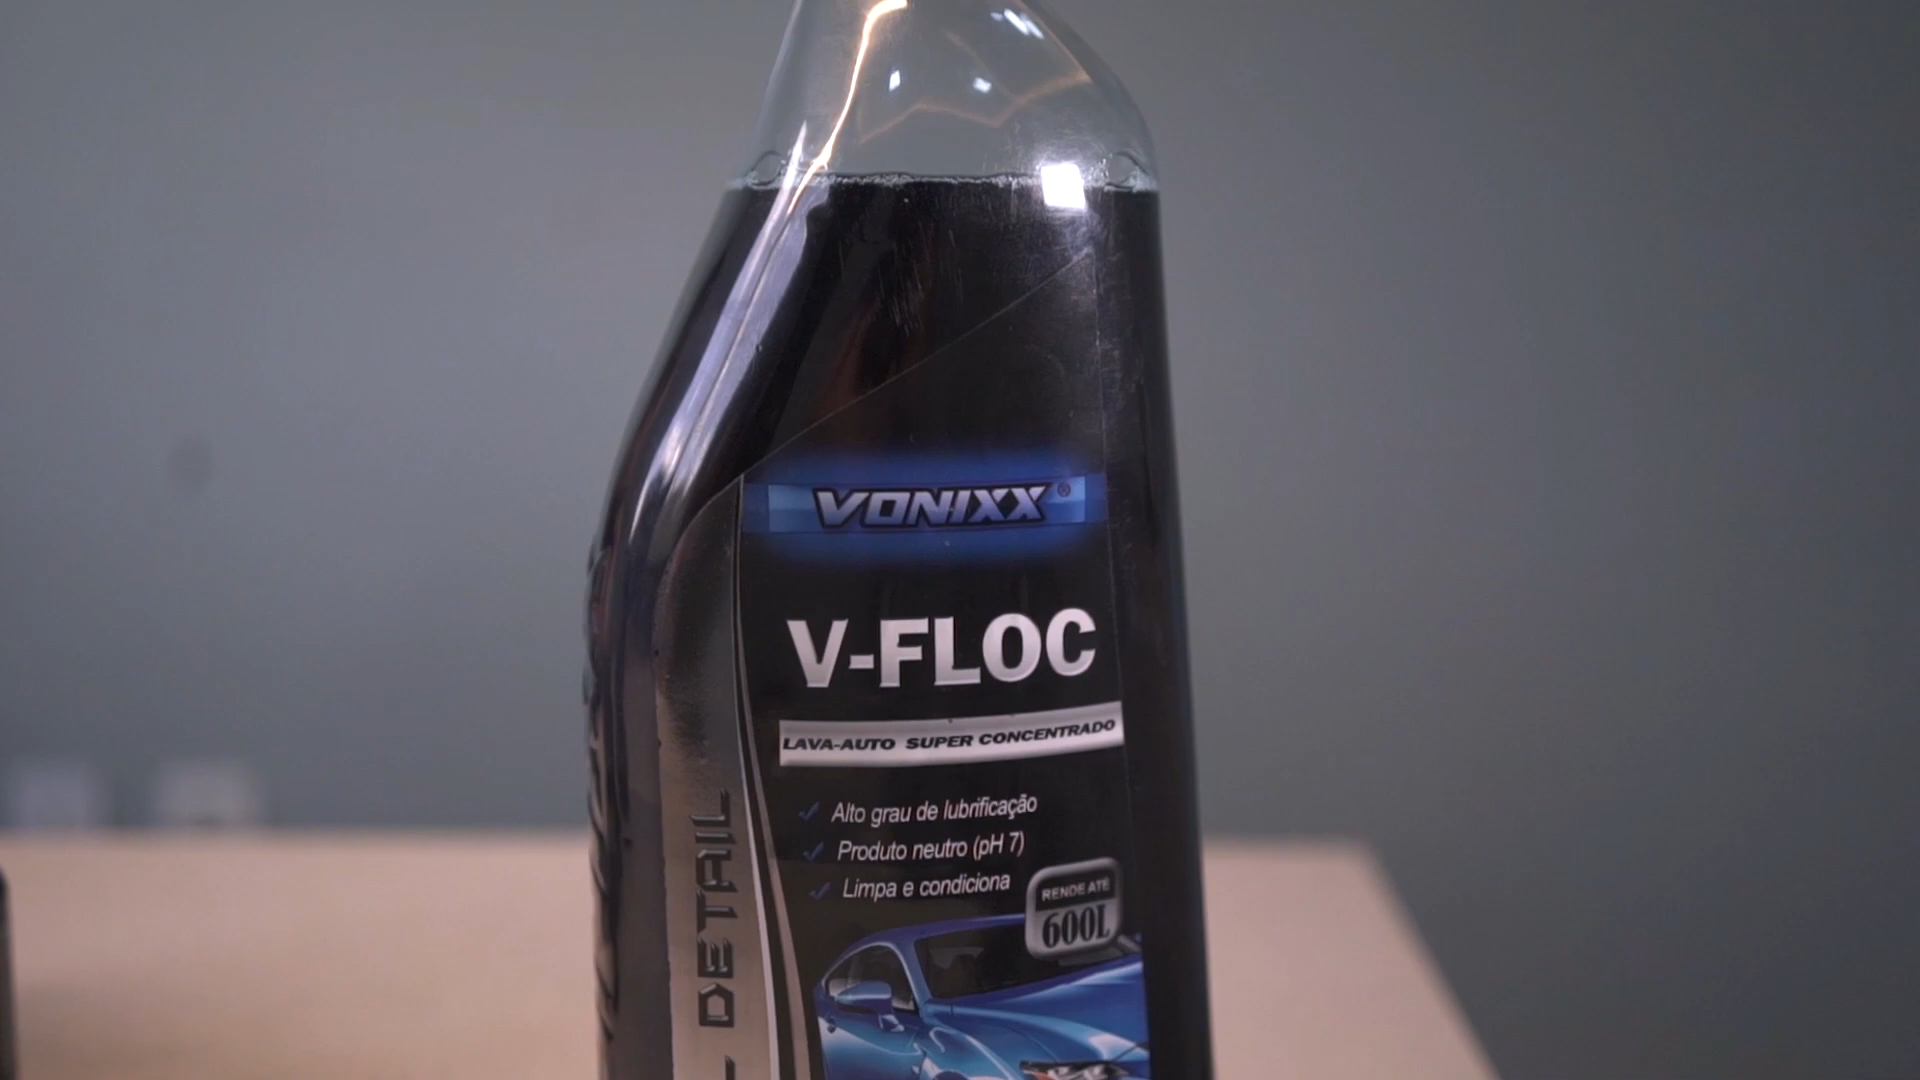 VONIXX®
V-FLOC
LAVA-AUTO SUPER CONCENTRADO
Alto grau de lubrificação
Produto neutro (pH 7)
Limpa e condiciona
RENDE ATÉ
600L
DETAIL